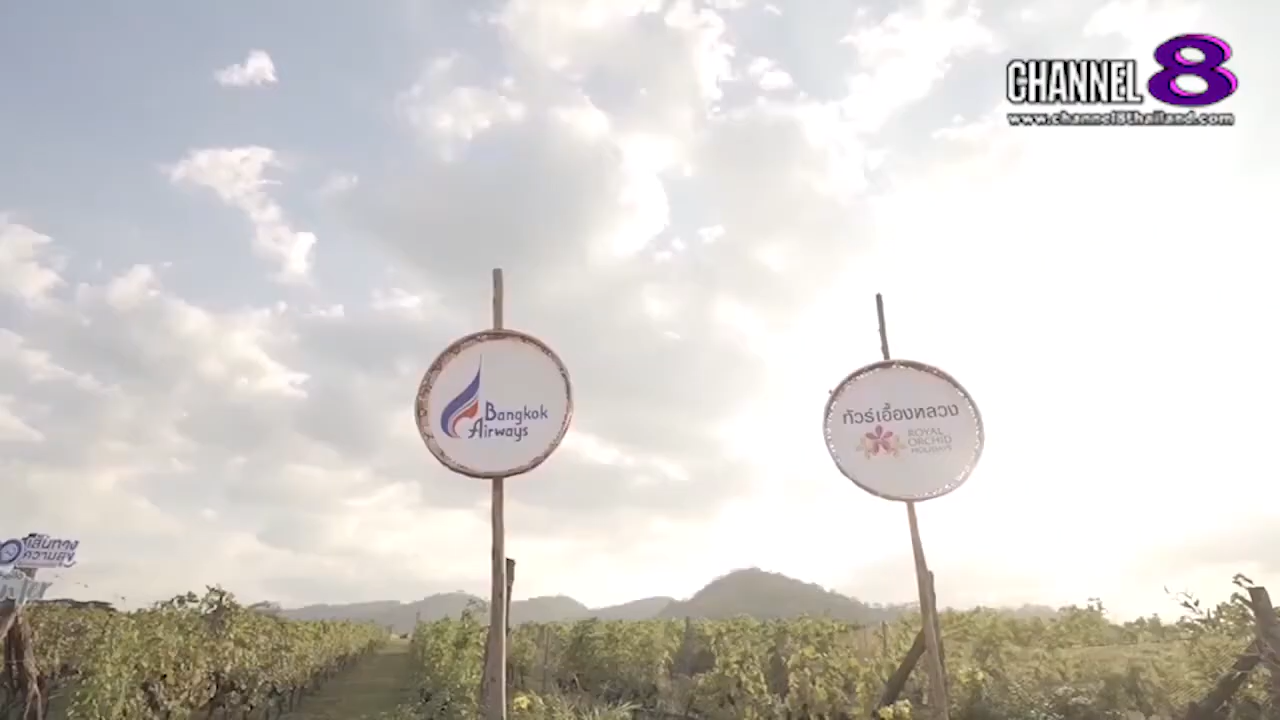 CHANNEL 8
www.channel8thailand.com
Bangkok
Airways
ทัวร์เอื้องหลวง
ROYAL
ORCHID
HOLIDAYS
เส้นทาง
ความสุข